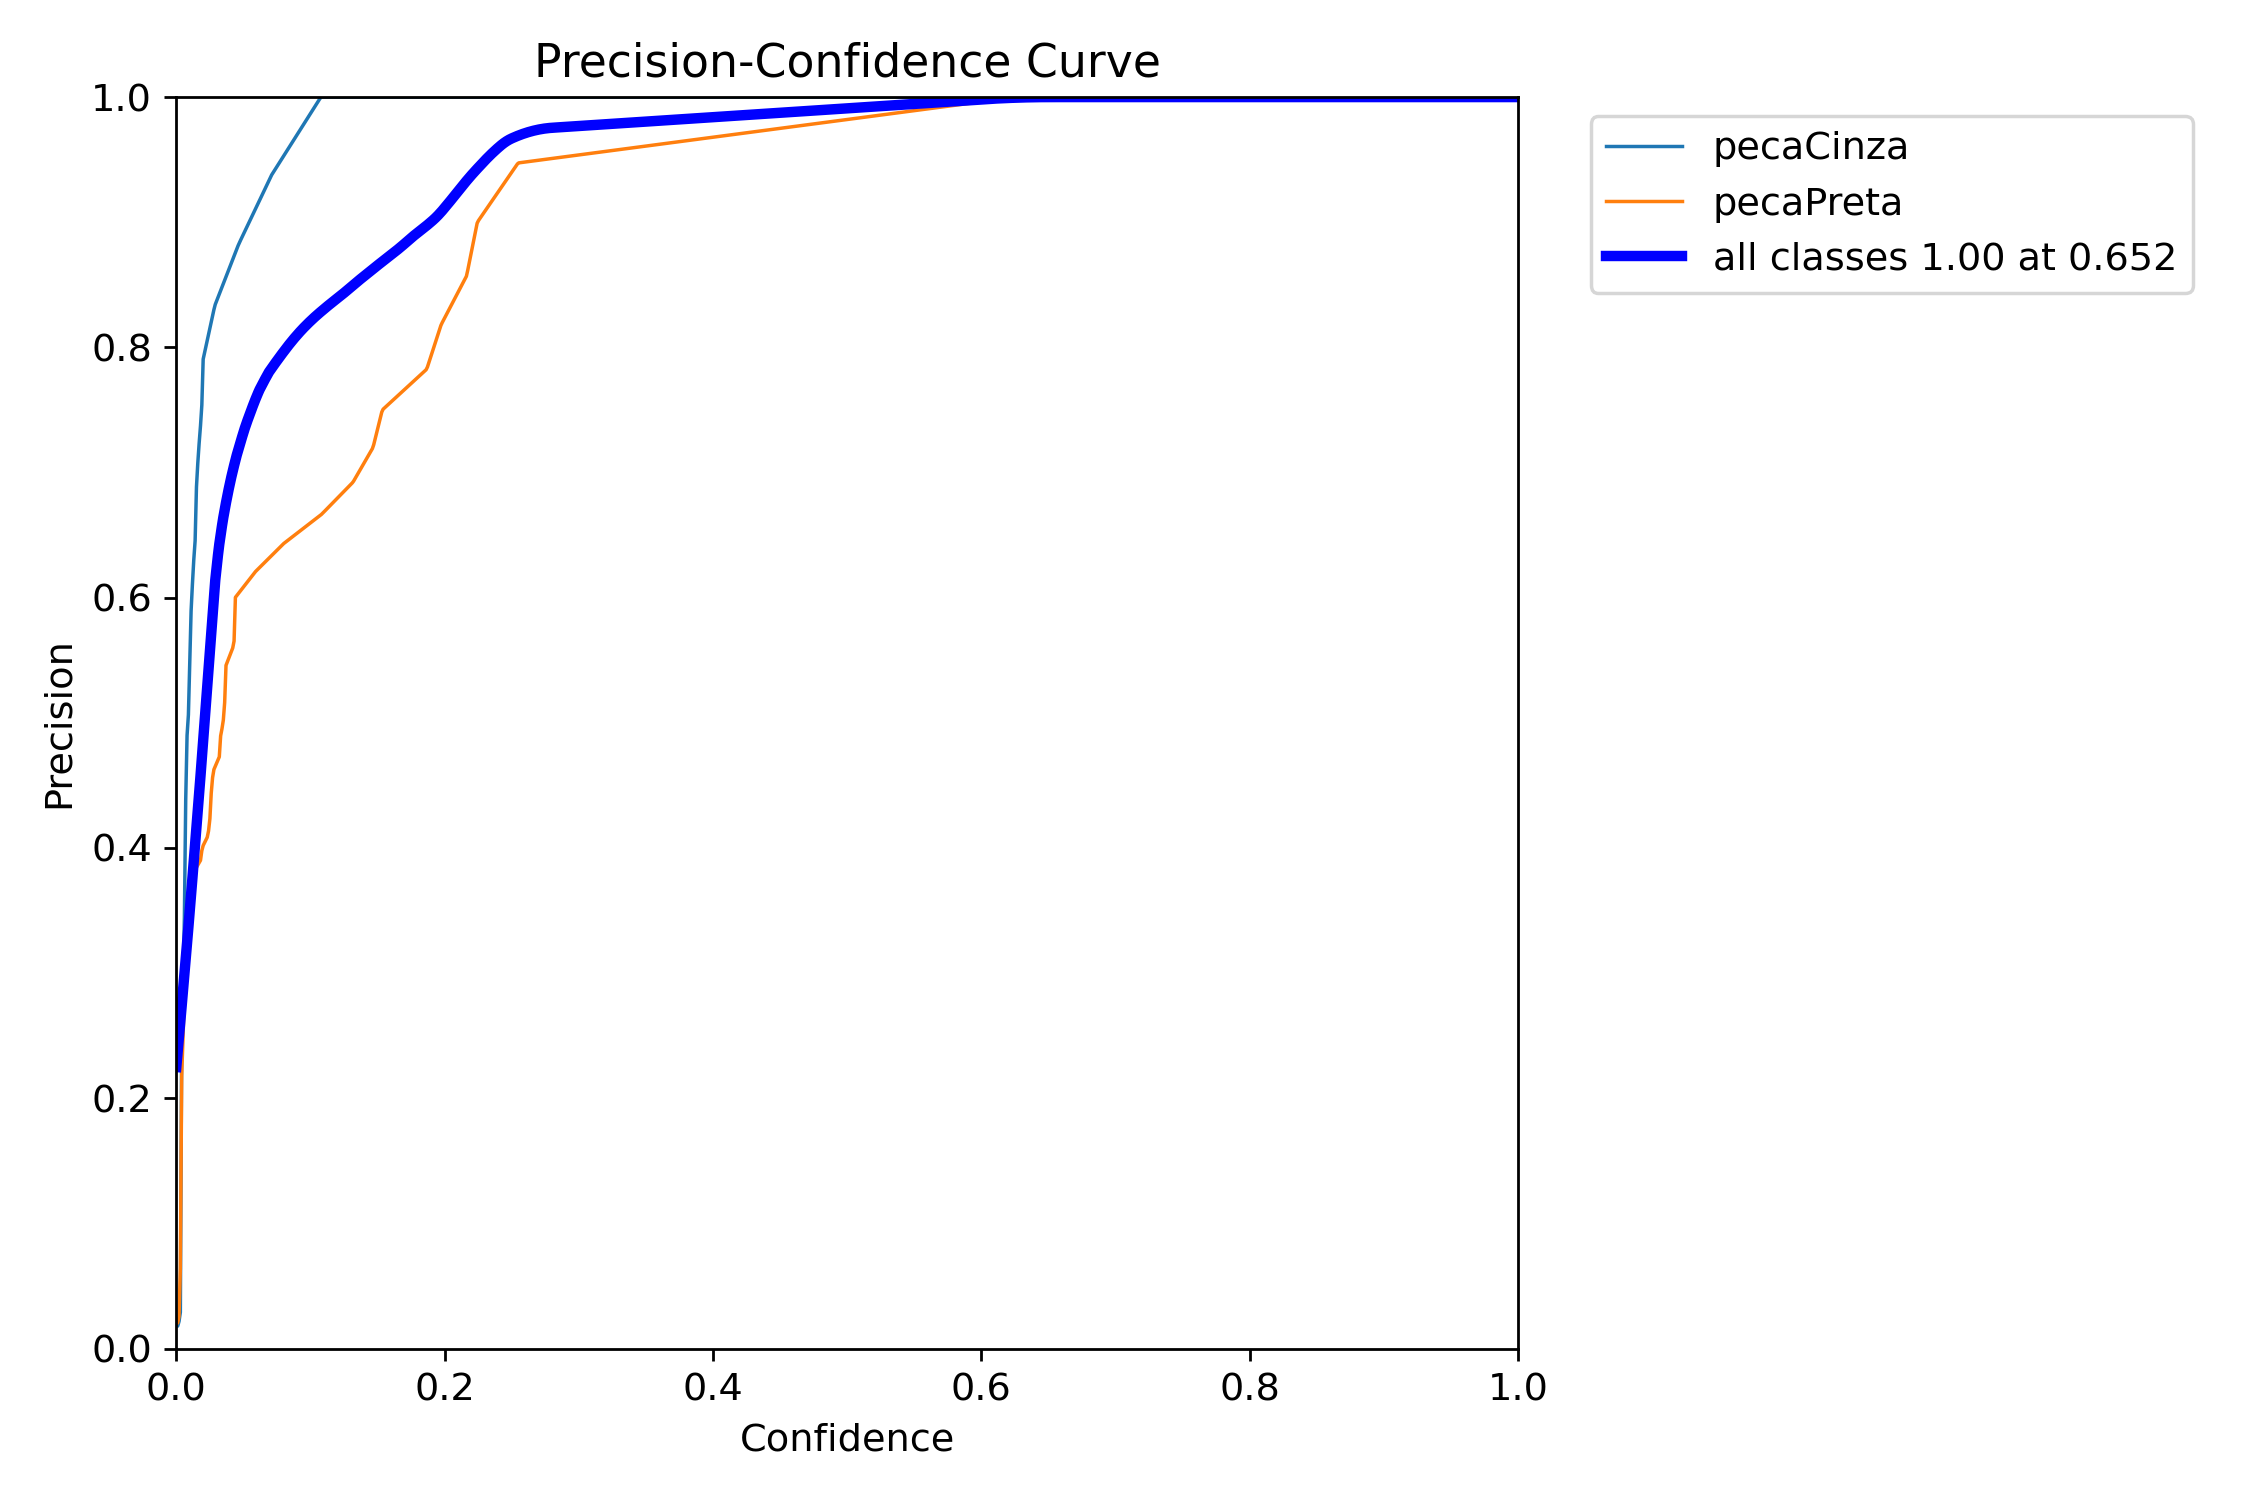 Precision-Confidence Curve
1.0
0.8
0.6
0.4
0.2
0.0
Precision
0.0 0.2 0.4 0.6 0.8 1.0
Confidence
pecaCinza
pecaPreta
all classes 1.00 at 0.652